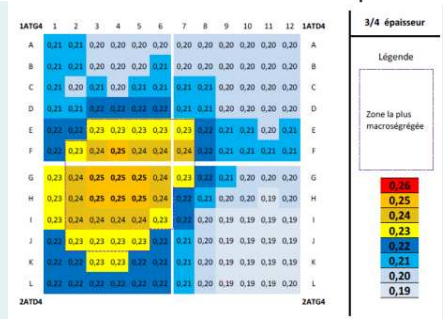 1ATG4 1 2 3 4 5 6 7 8 9 10 11 12 1ATD4
A 0,21 0,21 0,20 0,20 0,20 0,20 0,20 0,20 0,20 0,20 0,20 0,20 A
B 0,21 0,21 0,20 0,20 0,20 0,21 0,20 0,20 0,20 0,20 0,20 0,20 B
C 0,21 0,20 0,21 0,20 0,21 0,21 0,21 0,21 0,20 0,20 0,20 0,20 C
D 0,21 0,21 0,22 0,22 0,22 0,22 0,21 0,21 0,20 0,20 0,20 0,20 D
E 0,22 0,22 0,23 0,23 0,23 0,23 0,23 0,22 0,21 0,21 0,20 0,21 E
F 0,22 0,23 0,24 0,25 0,24 0,24 0,24 0,22 0,21 0,21 0,21 0,21 F
G 0,23 0,24 0,25 0,25 0,25 0,24 0,23 0,22 0,21 0,20 0,20 0,20 G
H 0,23 0,24 0,25 0,25 0,25 0,24 0,22 0,21 0,20 0,20 0,19 0,20 H
I 0,23 0,24 0,24 0,24 0,24 0,23 0,22 0,20 0,19 0,19 0,19 0,20 I
J 0,22 0,23 0,23 0,23 0,23 0,22 0,21 0,20 0,19 0,19 0,19 0,20 J
K 0,22 0,22 0,23 0,23 0,22 0,22 0,21 0,20 0,19 0,19 0,19 0,20 K
L 0,22 0,22 0,22 0,22 0,22 0,22 0,21 0,20 0,19 0,19 0,19 0,20 L
2ATD4 2ATG4
3/4 épaisseur
Légende
Zone la plus
macroségrégée
0,26
0,25
0,24
0,23
0,22
0,21
0,20
0,19